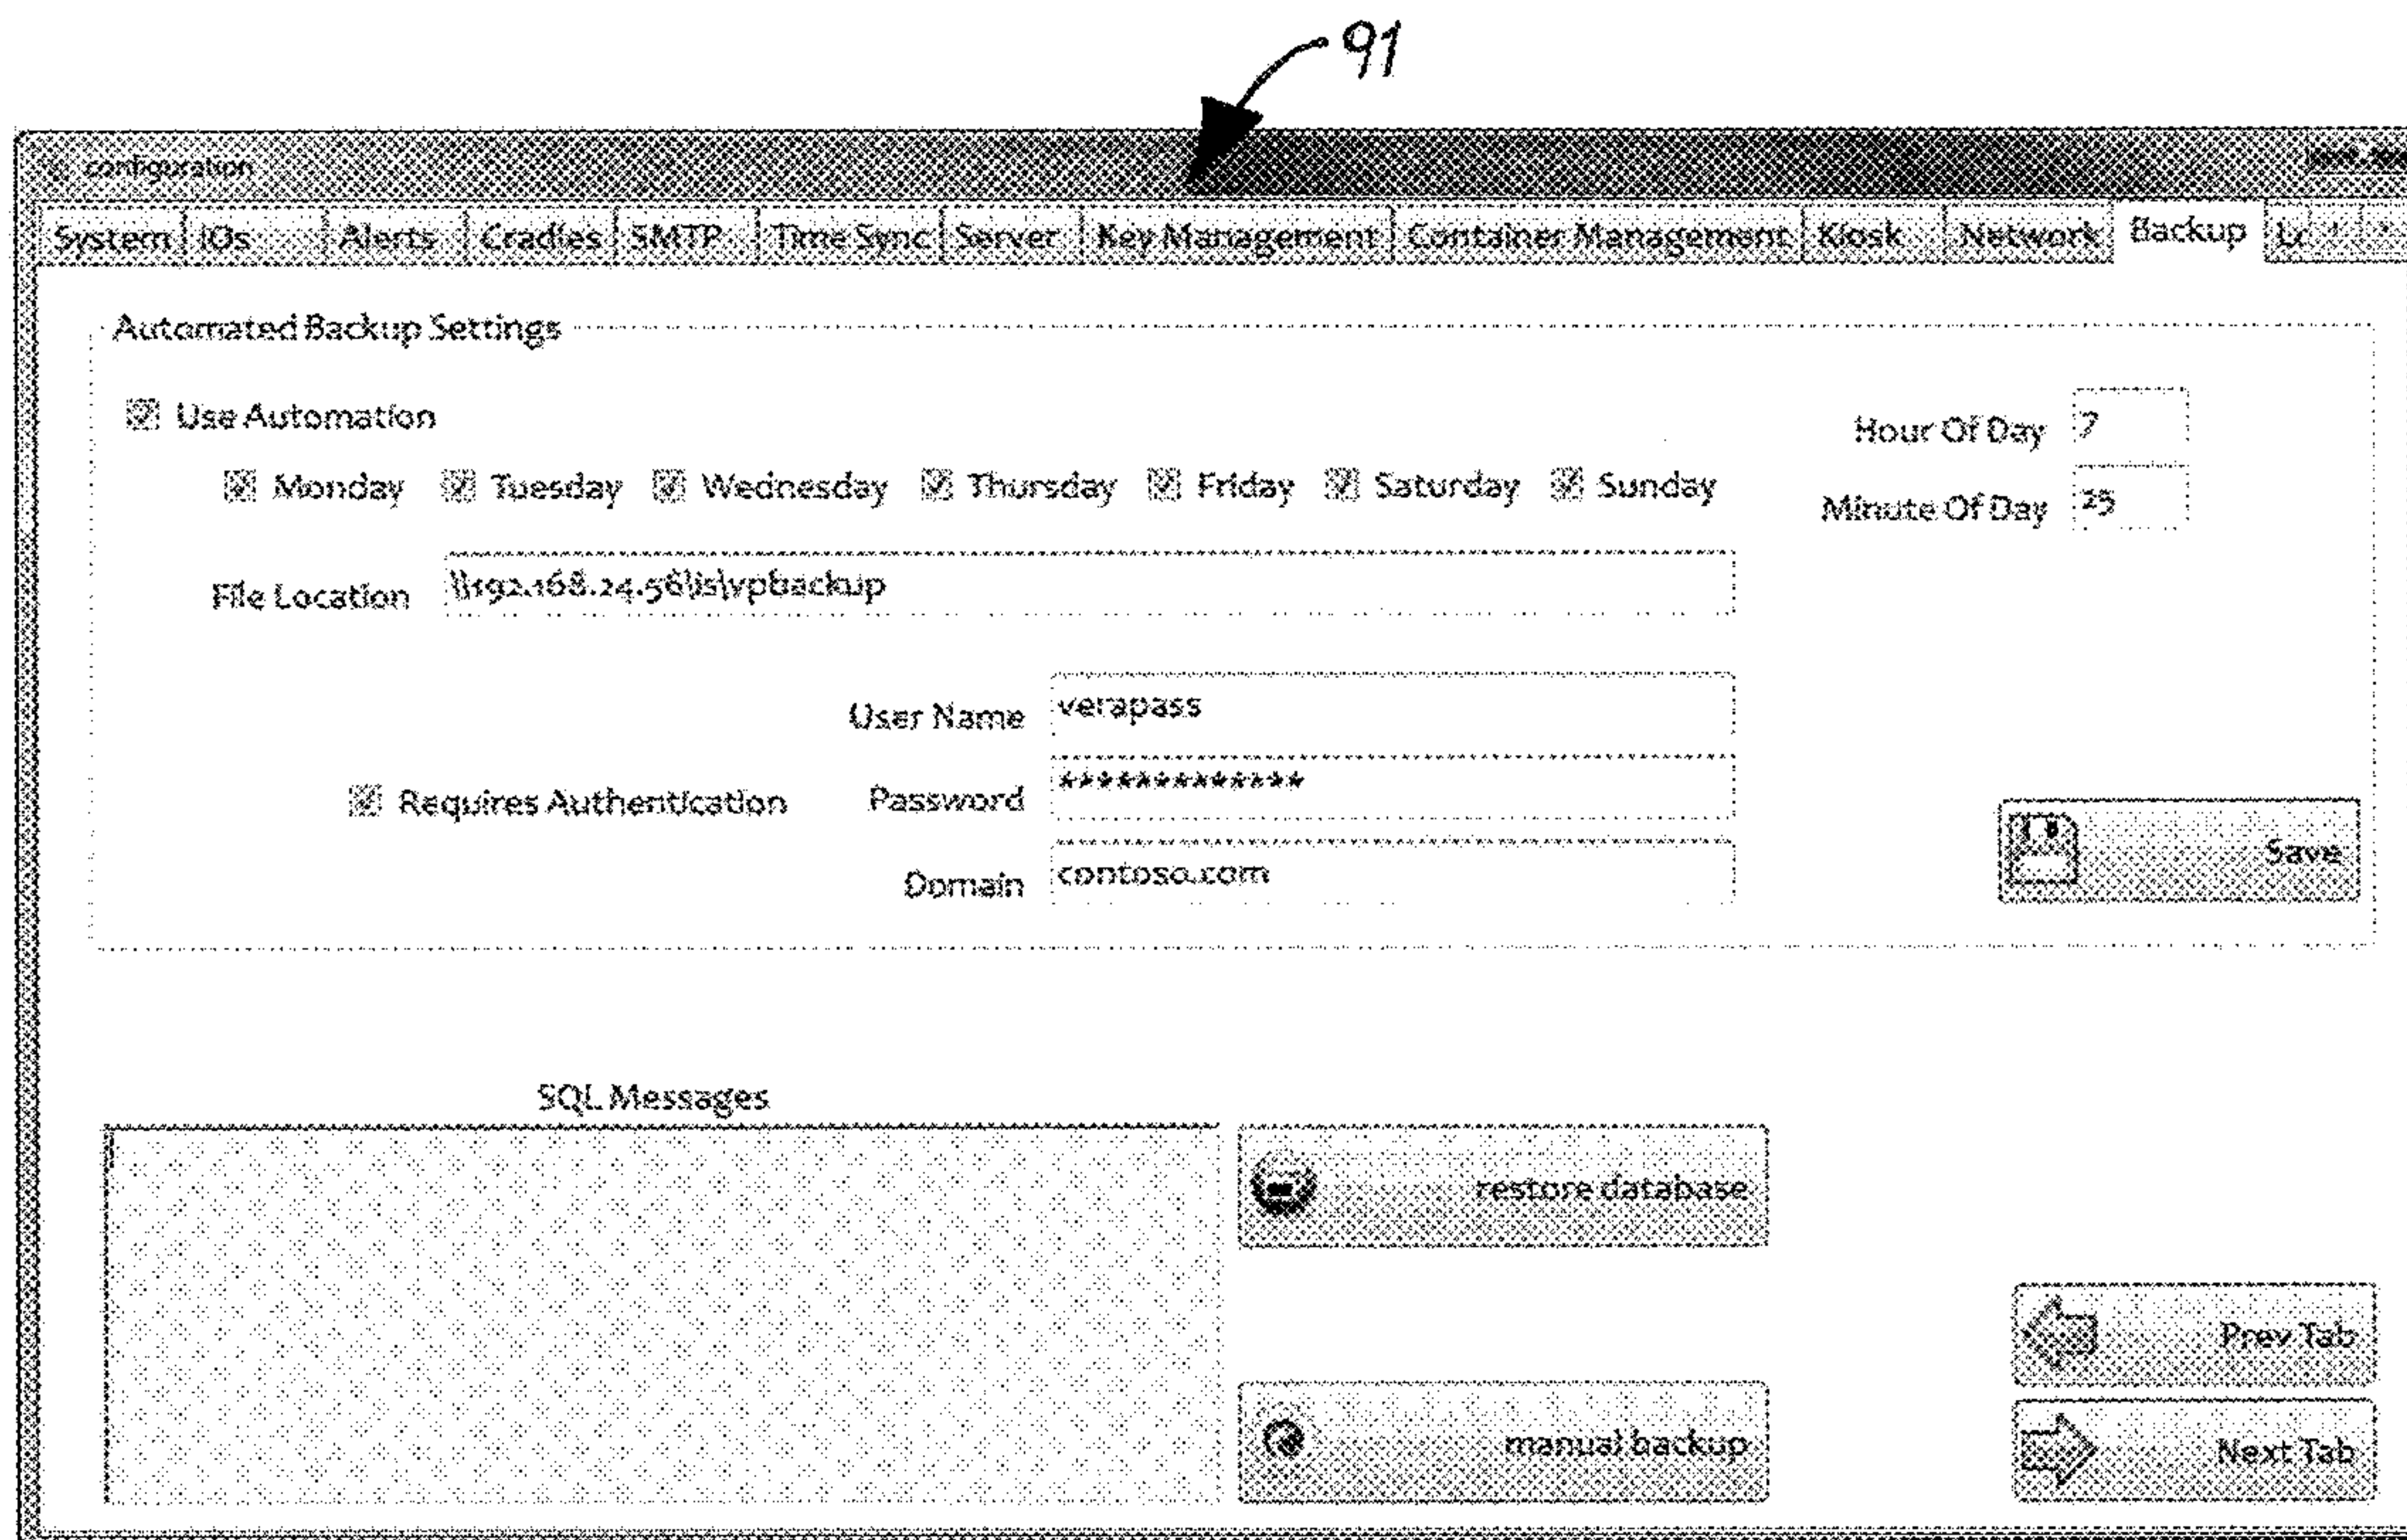 91
configuration
System IOs Alerts Cradles SMTP Time Sync Server Key Management Container Management Kiosk Network Backup
Automated Backup Settings
Use Automation
Hour Of Day 7
Monday Tuesday Wednesday Thursday Friday Saturday Sunday
Minute Of Day 25
File Location \\192.168.24.56\is\vpbackup
User Name verapass
Requires Authentication Password *************
Domain contoso.com
Save
SQL Messages
restore database
Prev Tab
manual backup
Next Tab